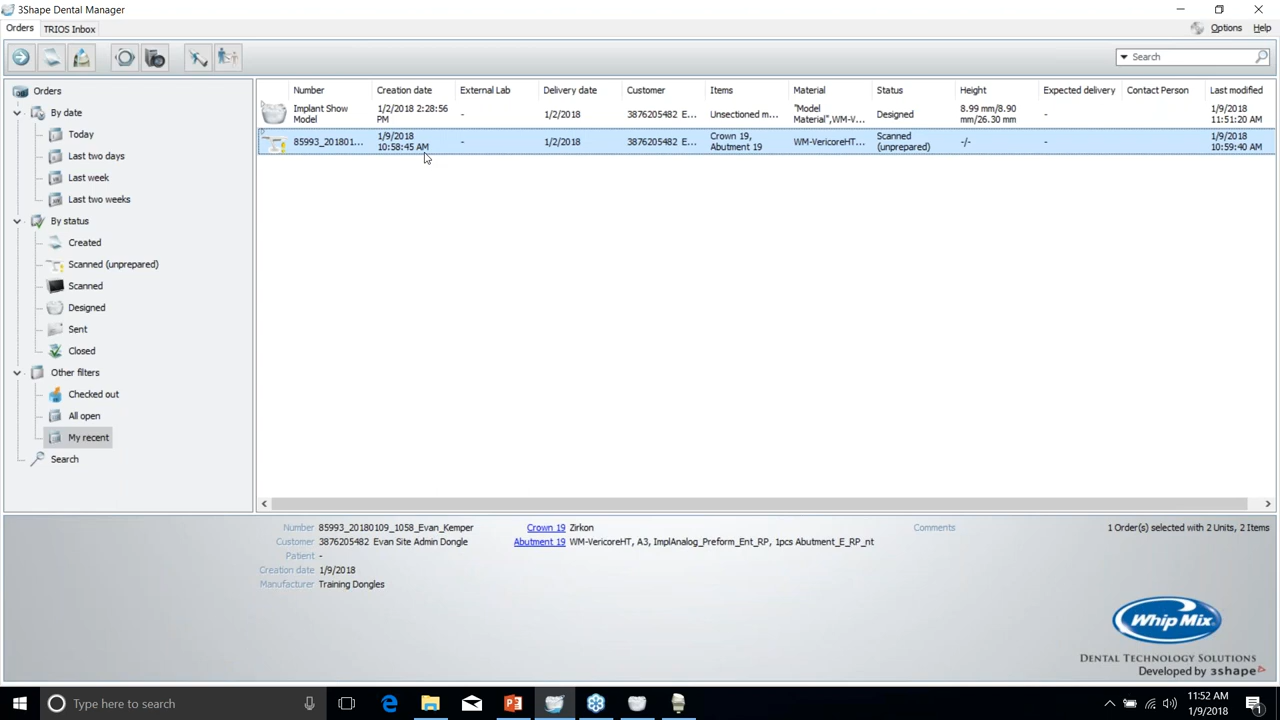 3Shape Dental Manager
Orders TRIOS Inbox
Options Help
Search
Orders
By date
Today
Last two days
Last week
Last two weeks
By status
Created
Scanned (unprepared)
Scanned
Designed
Sent
Closed
Other filters
Checked out
All open
My recent
Search
Number Creation date External Lab Delivery date Customer Items Material Status Height Expected delivery Contact Person Last modified
Implant Show Model 1/2/2018 2:28:56 PM - 1/2/2018 3876205482 E... Unsectioned m... "Model Material",WM-V... Designed 8.99 mm/8.90 mm/26.30 mm - 1/9/2018 11:51:20 AM
85993_201801... 1/9/2018 10:58:45 AM - 1/2/2018 3876205482 E... Crown 19, Abutment 19 WM-VericoreHT... Scanned (unprepared) -/- - 1/9/2018 10:59:40 AM
Number 85993_20180109_1058_Evan_Kemper
Customer 3876205482 Evan Site Admin Dongle
Patient -
Creation date 1/9/2018
Manufacturer Training Dongles
Crown 19 Zirkon
Abutment 19 WM-VericoreHT, A3, ImplAnalog_Preform_Ent_RP, 1pcs Abutment_E_RP_nt
Comments
1 Order(s) selected with 2 Units, 2 Items
Whip Mix
DENTAL TECHNOLOGY SOLUTIONS
Developed by 3shape
Type here to search
11:52 AM
1/9/2018
1